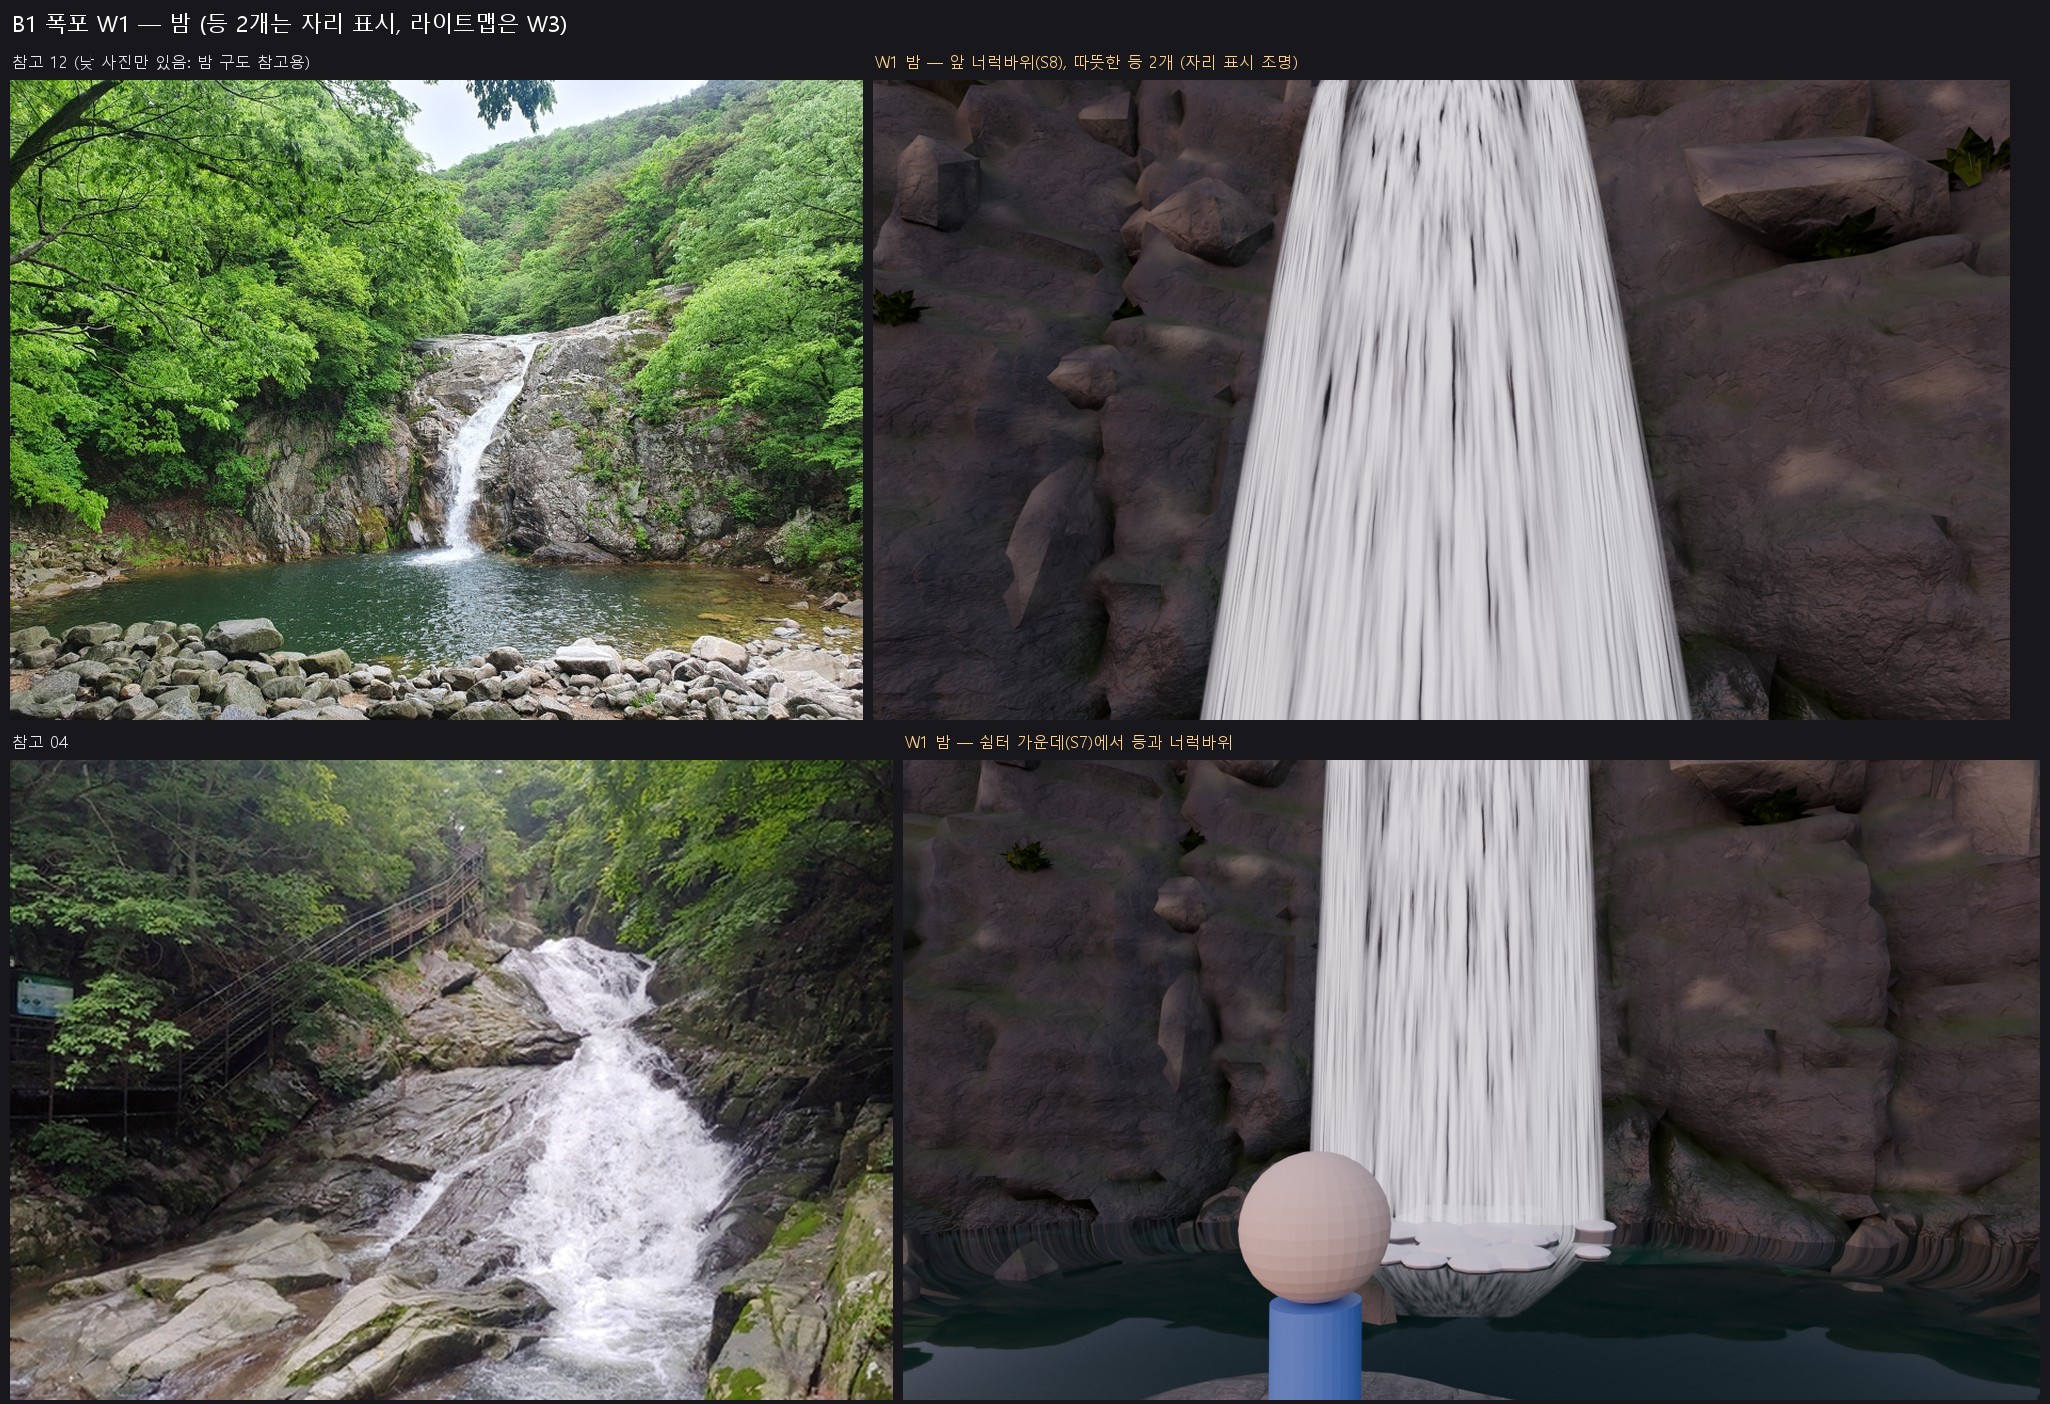 B1 폭포 W1 — 밤 (등 2개는 자리 표시, 라이트맵은 W3)
참고 12 (낮 사진만 있음: 밤 구도 참고용)
W1 밤 — 앞 너럭바위(S8), 따뜻한 등 2개 (자리 표시 조명)
참고 04
W1 밤 — 쉼터 가운데(S7)에서 등과 너럭바위